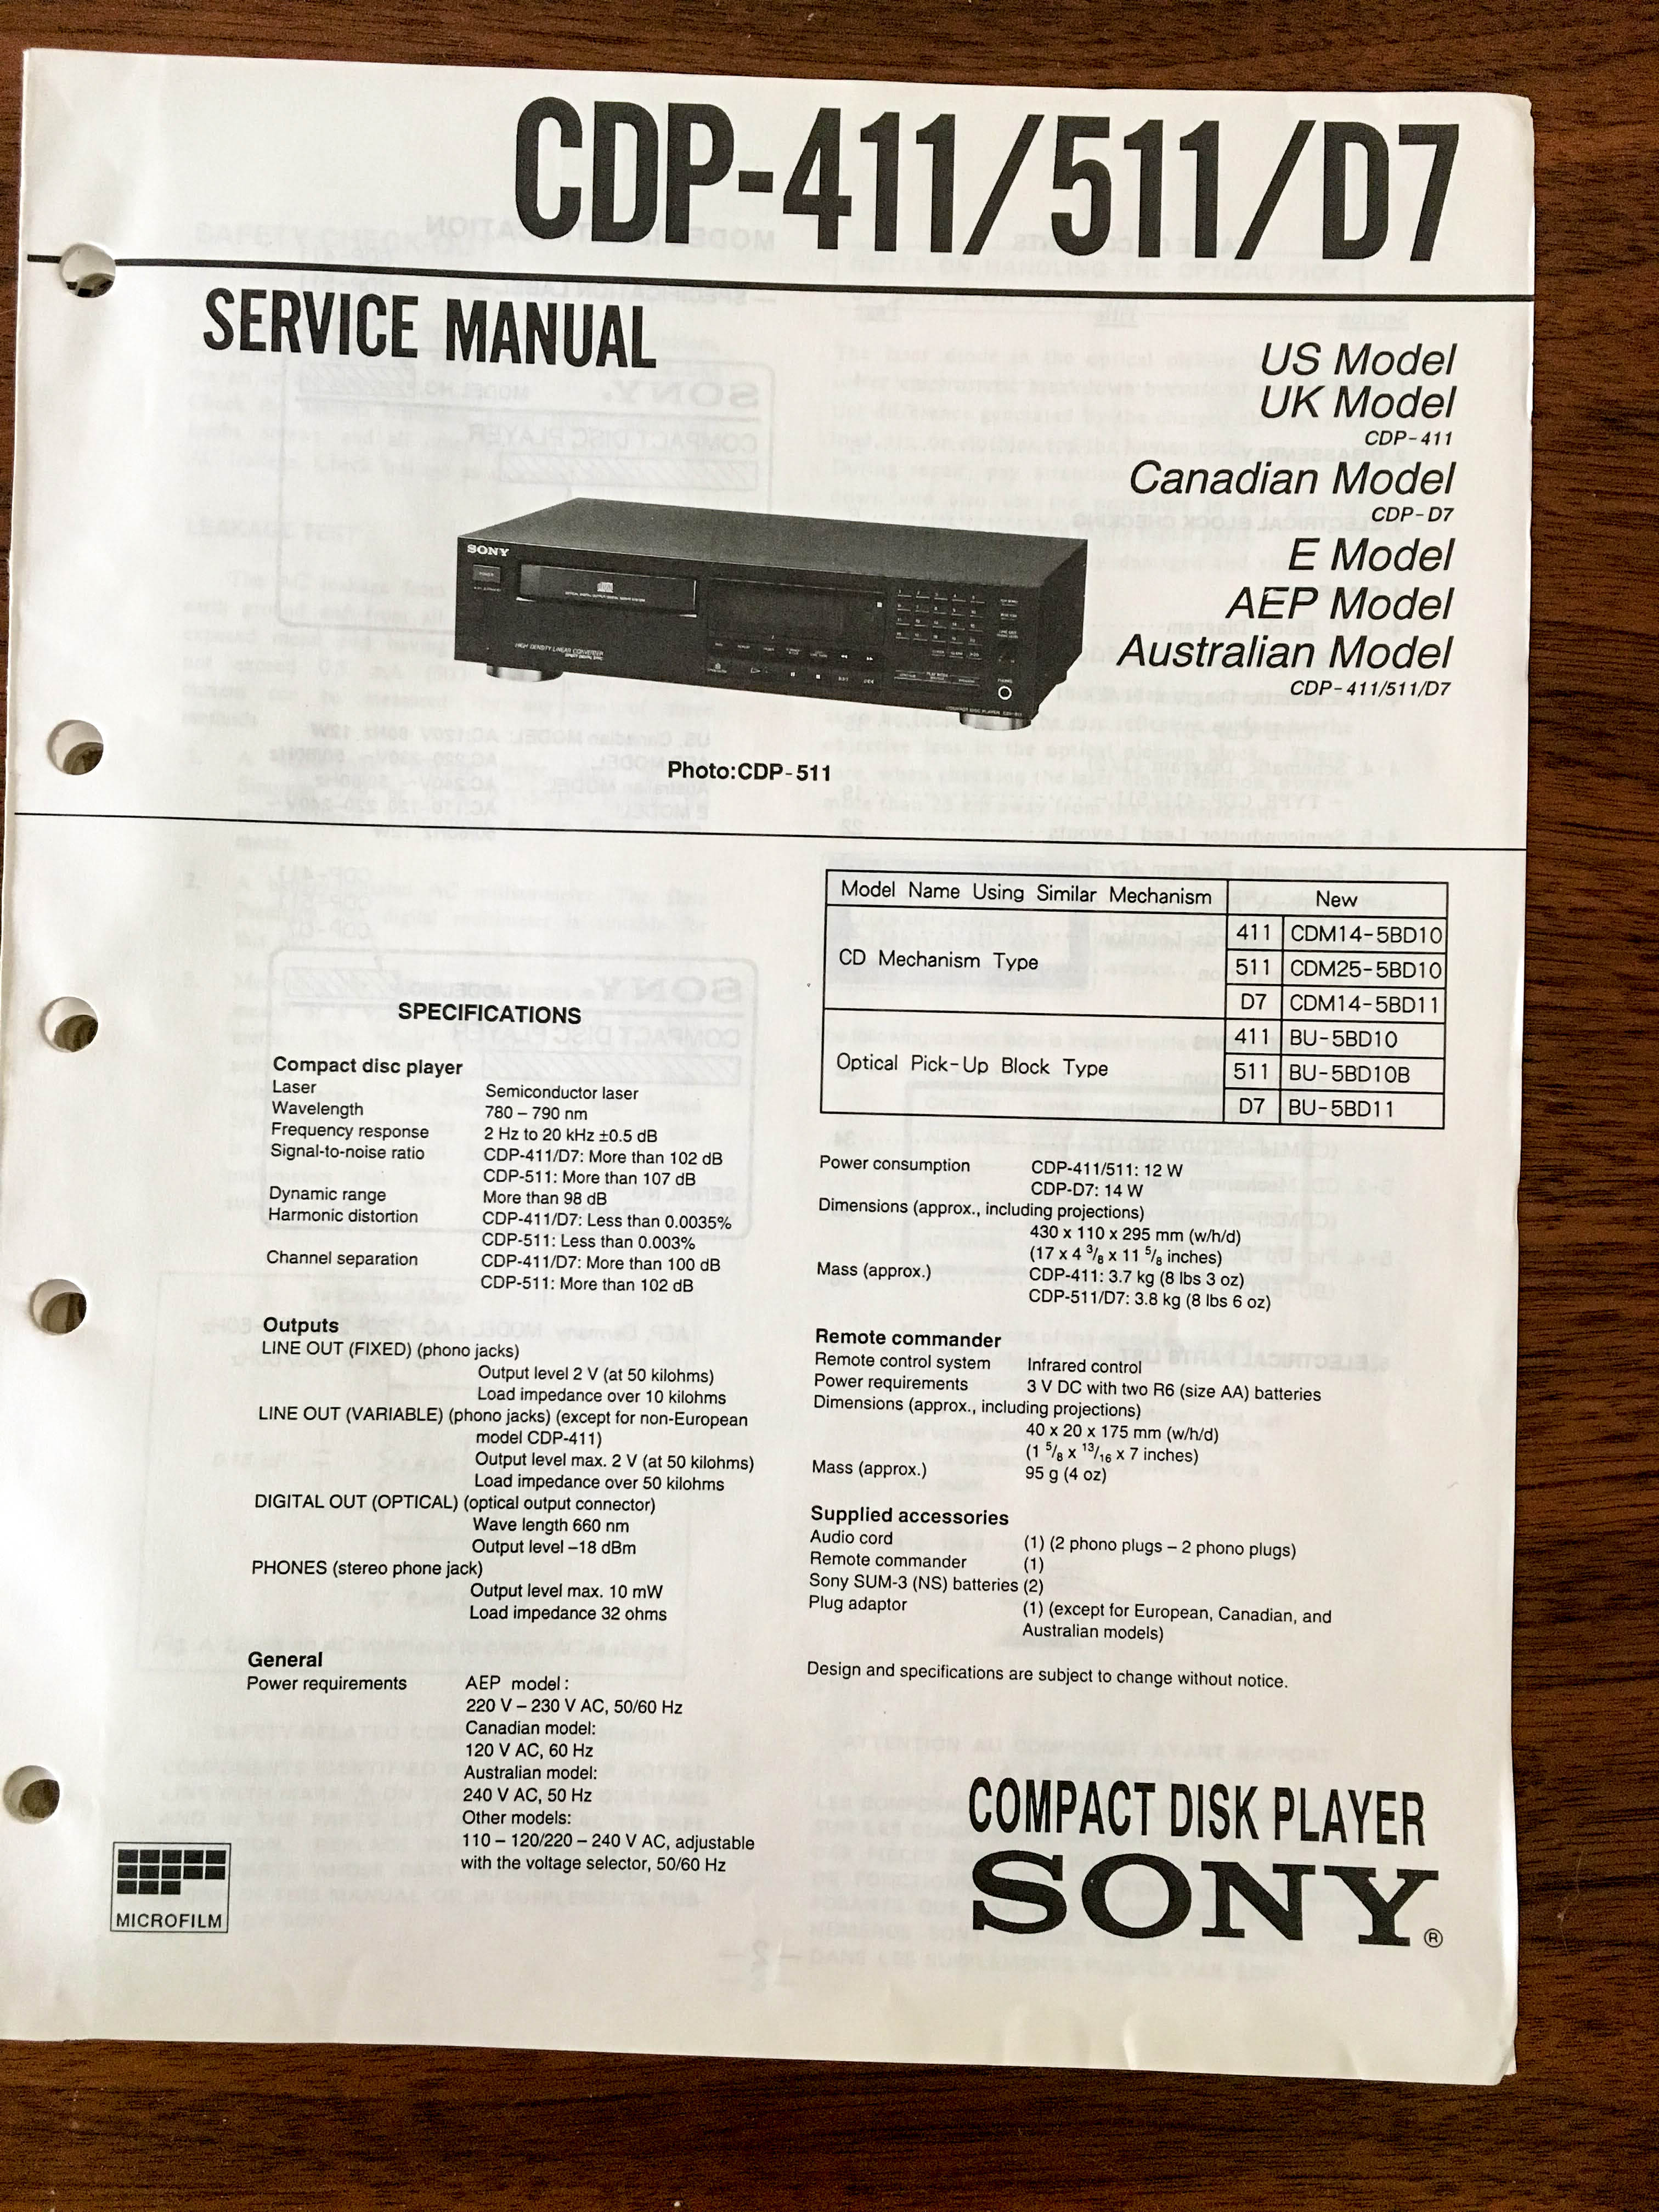 CDP-411/511/D7
SERVICE MANUAL
US Model
UK Model
CDP-411
Canadian Model
CDP-D7
E Model
AEP Model
Australian Model
CDP-411/511/D7
SONY
HIGH DENSITY LINEAR CONVERTER
Photo:CDP-511
Model Name Using Similar Mechanism New
CD Mechanism Type
411 CDM14-5BD10
511 CDM25-5BD10
D7 CDM14-5BD11
Optical Pick-Up Block Type
411 BU-5BD10
511 BU-5BD10B
D7 BU-5BD11
SPECIFICATIONS
Compact disc player
Laser Semiconductor laser
Wavelength 780 – 790 nm
Frequency response 2 Hz to 20 kHz ±0.5 dB
Signal-to-noise ratio CDP-411/D7: More than 102 dB
CDP-511: More than 107 dB
Dynamic range More than 98 dB
Harmonic distortion CDP-411/D7: Less than 0.0035%
CDP-511: Less than 0.003%
Channel separation CDP-411/D7: More than 100 dB
CDP-511: More than 102 dB
Outputs
LINE OUT (FIXED) (phono jacks)
Output level 2 V (at 50 kilohms)
Load impedance over 10 kilohms
LINE OUT (VARIABLE) (phono jacks) (except for non-European
model CDP-411)
Output level max. 2 V (at 50 kilohms)
Load impedance over 50 kilohms
DIGITAL OUT (OPTICAL) (optical output connector)
Wave length 660 nm
Output level –18 dBm
PHONES (stereo phone jack)
Output level max. 10 mW
Load impedance 32 ohms
General
Power requirements AEP model :
220 V – 230 V AC, 50/60 Hz
Canadian model:
120 V AC, 60 Hz
Australian model:
240 V AC, 50 Hz
Other models:
110 – 120/220 – 240 V AC, adjustable
with the voltage selector, 50/60 Hz
Power consumption CDP-411/511: 12 W
CDP-D7: 14 W
Dimensions (approx., including projections)
430 x 110 x 295 mm (w/h/d)
(17 x 4 3/8 x 11 5/8 inches)
Mass (approx.) CDP-411: 3.7 kg (8 lbs 3 oz)
CDP-511/D7: 3.8 kg (8 lbs 6 oz)
Remote commander
Remote control system Infrared control
Power requirements 3 V DC with two R6 (size AA) batteries
Dimensions (approx., including projections)
40 x 20 x 175 mm (w/h/d)
(1 5/8 x 13/16 x 7 inches)
Mass (approx.) 95 g (4 oz)
Supplied accessories
Audio cord (1) (2 phono plugs – 2 phono plugs)
Remote commander (1)
Sony SUM-3 (NS) batteries (2)
Plug adaptor (1) (except for European, Canadian, and
Australian models)
Design and specifications are subject to change without notice.
MICROFILM
COMPACT DISK PLAYER
SONY®